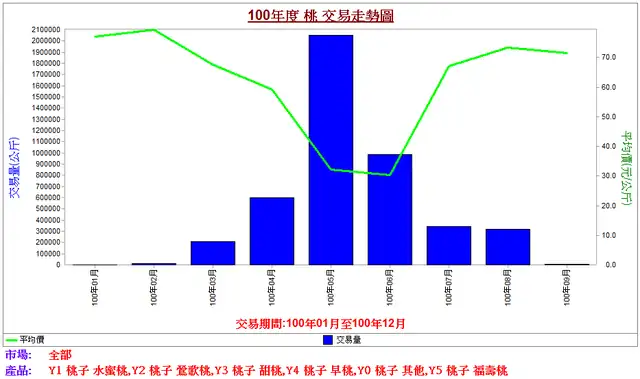 100年度 桃 交易走勢圖
交易量(公斤)
2100000
2000000
1900000
1800000
1700000
1600000
1500000
1400000
1300000
1200000
1100000
1000000
900000
800000
700000
600000
500000
400000
300000
200000
100000
0
70.0
60.0
50.0
40.0
30.0
20.0
10.0
0.0
平均價(元/公斤)
100年01月
100年02月
100年03月
100年04月
100年05月
100年06月
100年07月
100年08月
100年09月
交易期間:100年01月至100年12月
平均價
交易量
市場: 全部
產品: Y1 桃子 水蜜桃,Y2 桃子 鶯歌桃,Y3 桃子 甜桃,Y4 桃子 早桃,Y0 桃子 其他,Y5 桃子 福壽桃